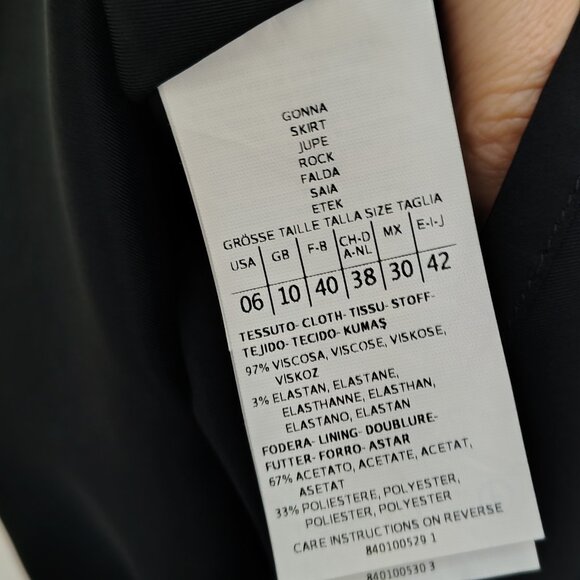 GONNA
SKIRT
JUPE
ROCK
FALDA
SAIA
ETEK
GRÖSSE TAILLE TALLA SIZE TAGLIA
USA GB F-B CH-D A-NL MX E-I-J
06 10 40 38 30 42
TESSUTO- CLOTH- TISSU- STOFF-
TEJIDO- TECIDO- KUMAŞ
97% VISCOSA, VISCOSE, VISKOSE,
VISKOZ
3% ELASTAN, ELASTANE,
ELASTHANNE, ELASTHAN,
ELASTANO, ELASTAN
FODERA- LINING- DOUBLURE-
FUTTER- FORRO- ASTAR
67% ACETATO, ACETATE, ACETAT,
ASETAT
33% POLIESTERE, POLYESTER,
POLIESTER, POLYESTER
CARE INSTRUCTIONS ON REVERSE
840100529 1
840100530 3